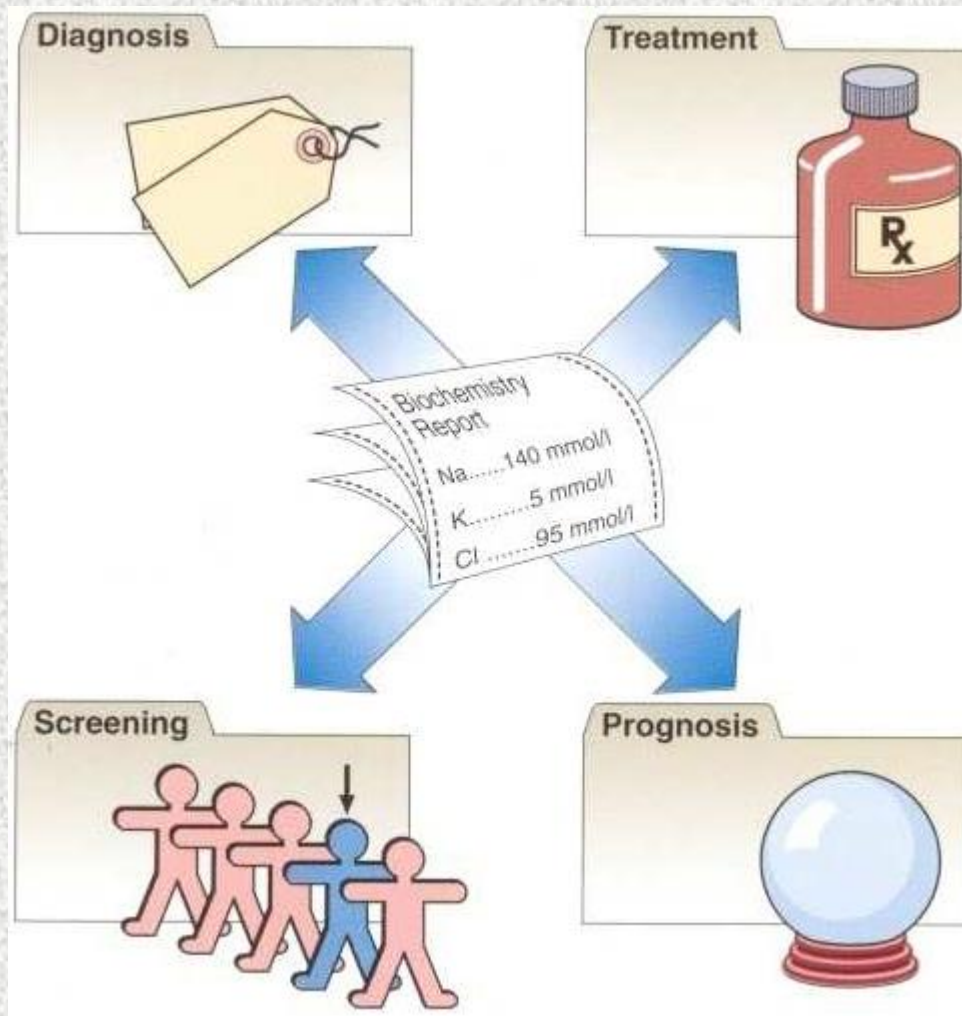 Diagnosis
Treatment
Rx
Biochemistry
Report
Na......140 mmol/l
K..........5 mmol/l
Cl ........95 mmol/l
Screening
Prognosis